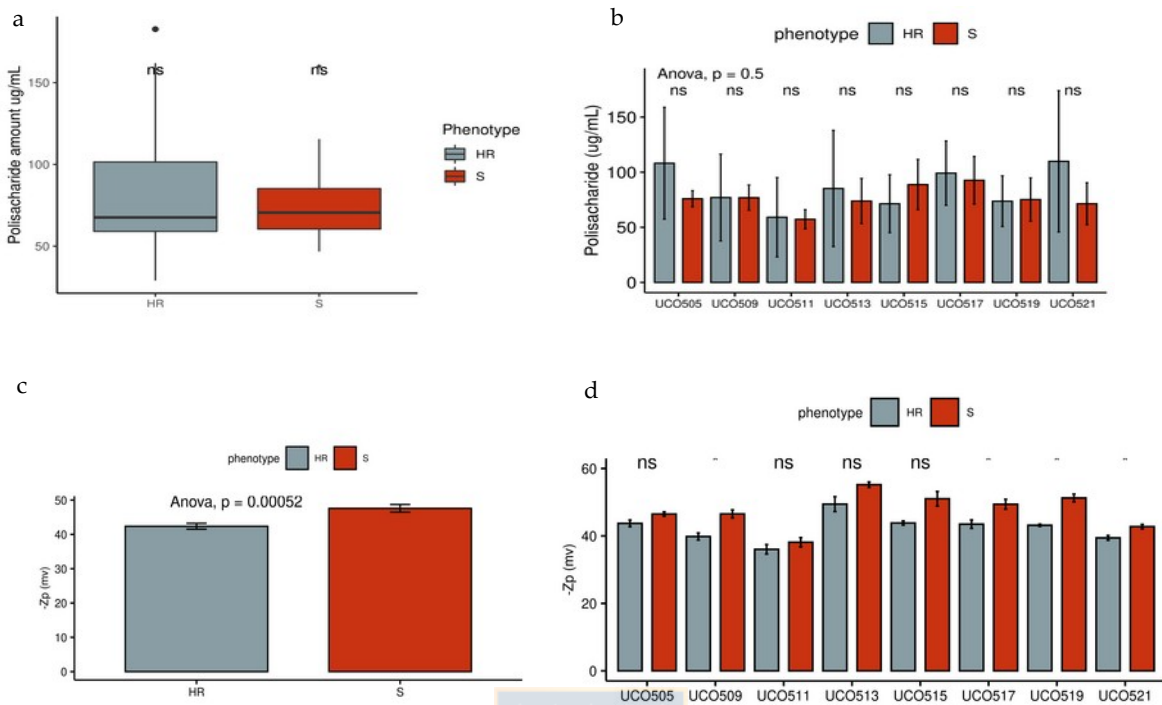 a
Polisacharide amount ug/mL
150
100
50
ns
ns
HR
S
Phenotype
HR
S
b
phenotype HR S
Anova, p = 0.5
ns ns ns ns ns ns ns ns
Polisacharide (ug/mL)
150
100
50
0
UCO505 UCO509 UCO511 UCO513 UCO515 UCO517 UCO519 UCO521
c
phenotype HR S
Anova, p = 0.00052
-Zp (mv)
50
40
30
20
10
0
HR S
d
phenotype HR S
ns ns ns ns
-Zp (mv)
60
40
20
0
UCO505 UCO509 UCO511 UCO513 UCO515 UCO517 UCO519 UCO521